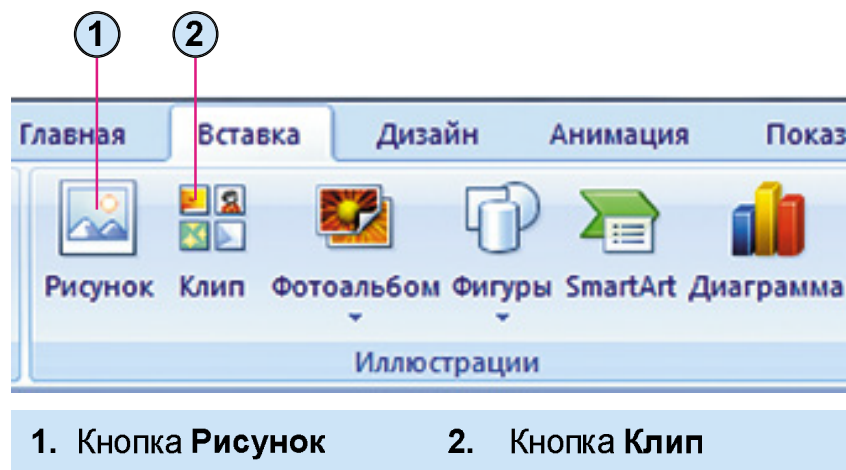 1 2
Главная Вставка Дизайн Анимация Показ
Рисунок Клип Фотоальбом Фигуры SmartArt Диаграмма
Иллюстрации
1. Кнопка Рисунок 2. Кнопка Клип